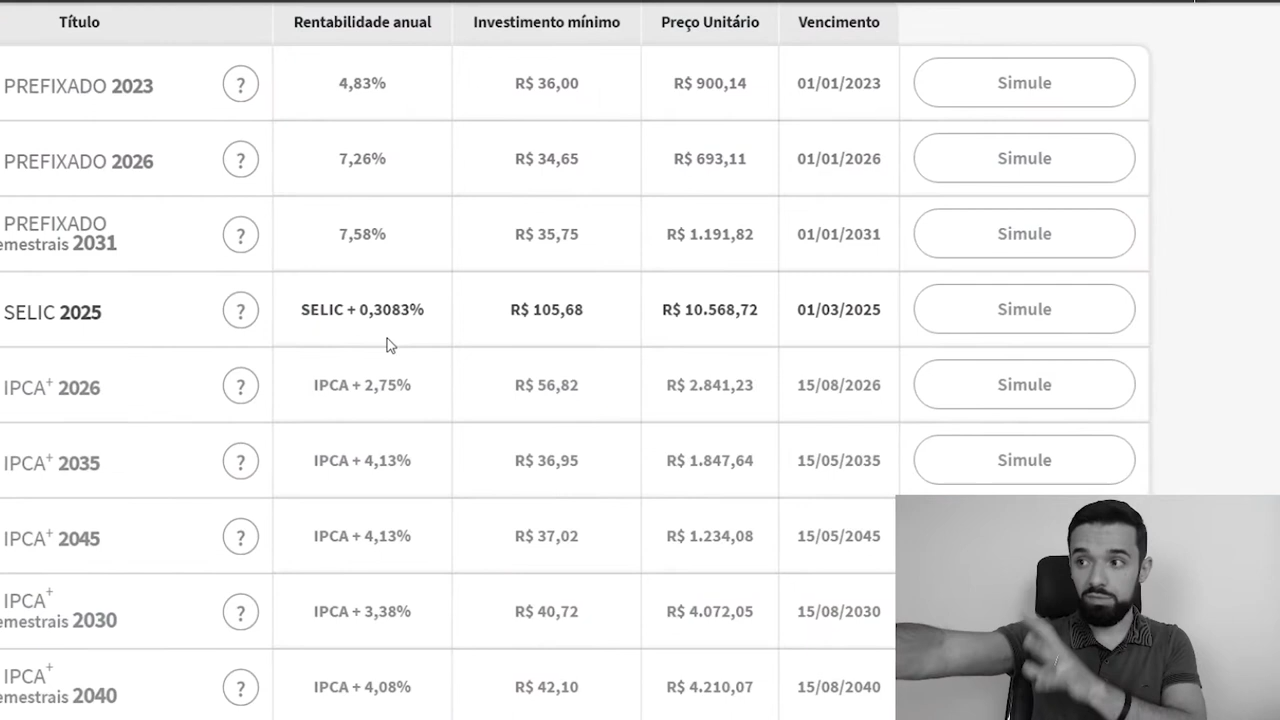 Título Rentabilidade anual Investimento mínimo Preço Unitário Vencimento
PREFIXADO 2023 ? 4,83% R$ 36,00 R$ 900,14 01/01/2023 Simule
PREFIXADO 2026 ? 7,26% R$ 34,65 R$ 693,11 01/01/2026 Simule
PREFIXADO
emestrais 2031 ? 7,58% R$ 35,75 R$ 1.191,82 01/01/2031 Simule
SELIC 2025 ? SELIC + 0,3083% R$ 105,68 R$ 10.568,72 01/03/2025 Simule
IPCA+ 2026 ? IPCA + 2,75% R$ 56,82 R$ 2.841,23 15/08/2026 Simule
IPCA+ 2035 ? IPCA + 4,13% R$ 36,95 R$ 1.847,64 15/05/2035 Simule
IPCA+ 2045 ? IPCA + 4,13% R$ 37,02 R$ 1.234,08 15/05/2045
IPCA+
emestrais 2030 ? IPCA + 3,38% R$ 40,72 R$ 4.072,05 15/08/2030
IPCA+
emestrais 2040 ? IPCA + 4,08% R$ 42,10 R$ 4.210,07 15/08/2040